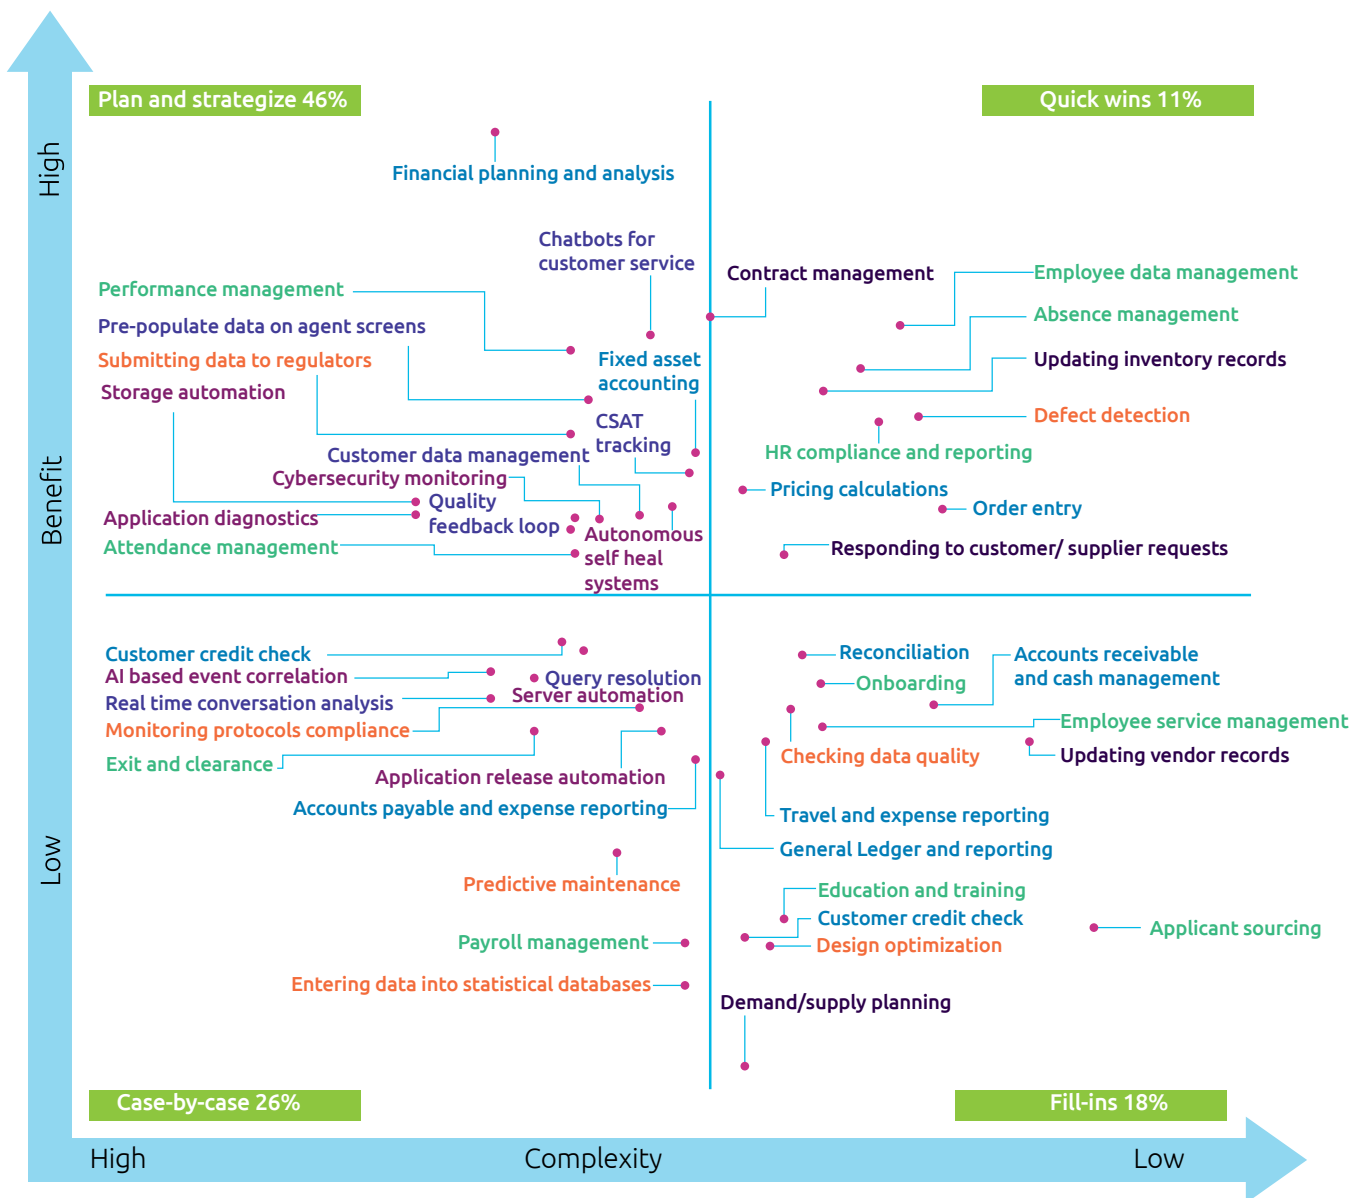 Plan and strategize 46%
Quick wins 11%
High
Financial planning and analysis
Chatbots for
customer service
Contract management
Employee data management
Performance management
Absence management
Pre-populate data on agent screens
Submitting data to regulators
Fixed asset
accounting
Updating inventory records
Storage automation
CSAT
tracking
Defect detection
Customer data management
HR compliance and reporting
Cybersecurity monitoring
Pricing calculations
Quality
feedback loop
Order entry
Application diagnostics
Autonomous
self heal
systems
Attendance management
Responding to customer/ supplier requests
Benefit
Customer credit check
Reconciliation
Accounts receivable
and cash management
AI based event correlation
Query resolution
Onboarding
Real time conversation analysis
Server automation
Monitoring protocols compliance
Employee service management
Exit and clearance
Checking data quality
Updating vendor records
Application release automation
Accounts payable and expense reporting
Travel and expense reporting
General Ledger and reporting
Low
Predictive maintenance
Education and training
Customer credit check
Applicant sourcing
Payroll management
Design optimization
Entering data into statistical databases
Demand/supply planning
Case-by-case 26%
Fill-ins 18%
High
Complexity
Low